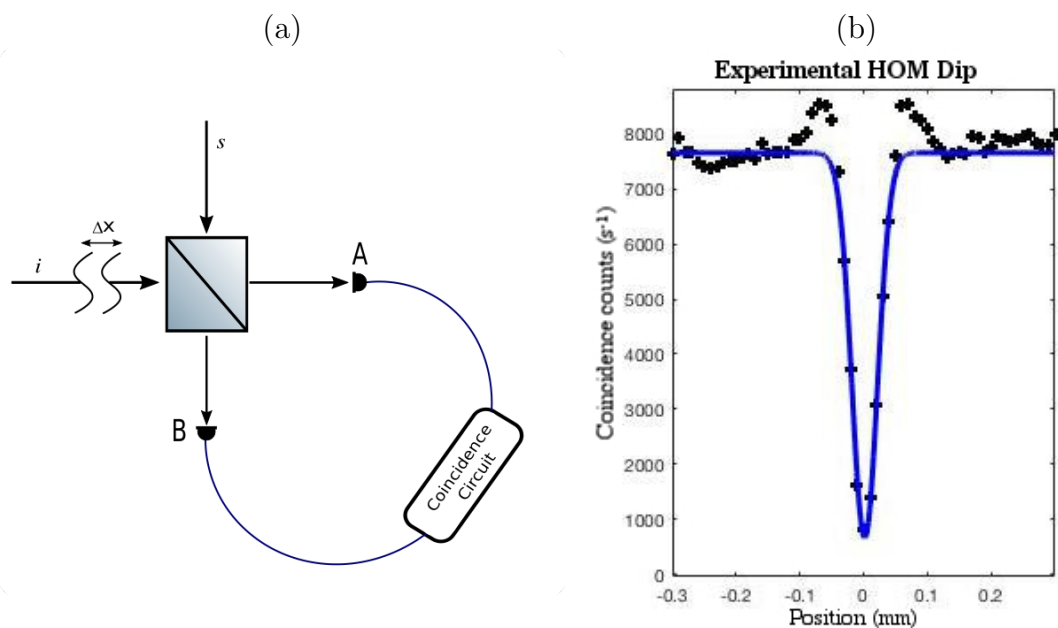 (a)
s
Δx
i
A
B
Coincidence
Circuit
(b)
Experimental HOM Dip
Coincidence counts (s⁻¹)
8000
7000
6000
5000
4000
3000
2000
1000
0
-0.3 -0.2 -0.1 0 0.1 0.2
Position (mm)